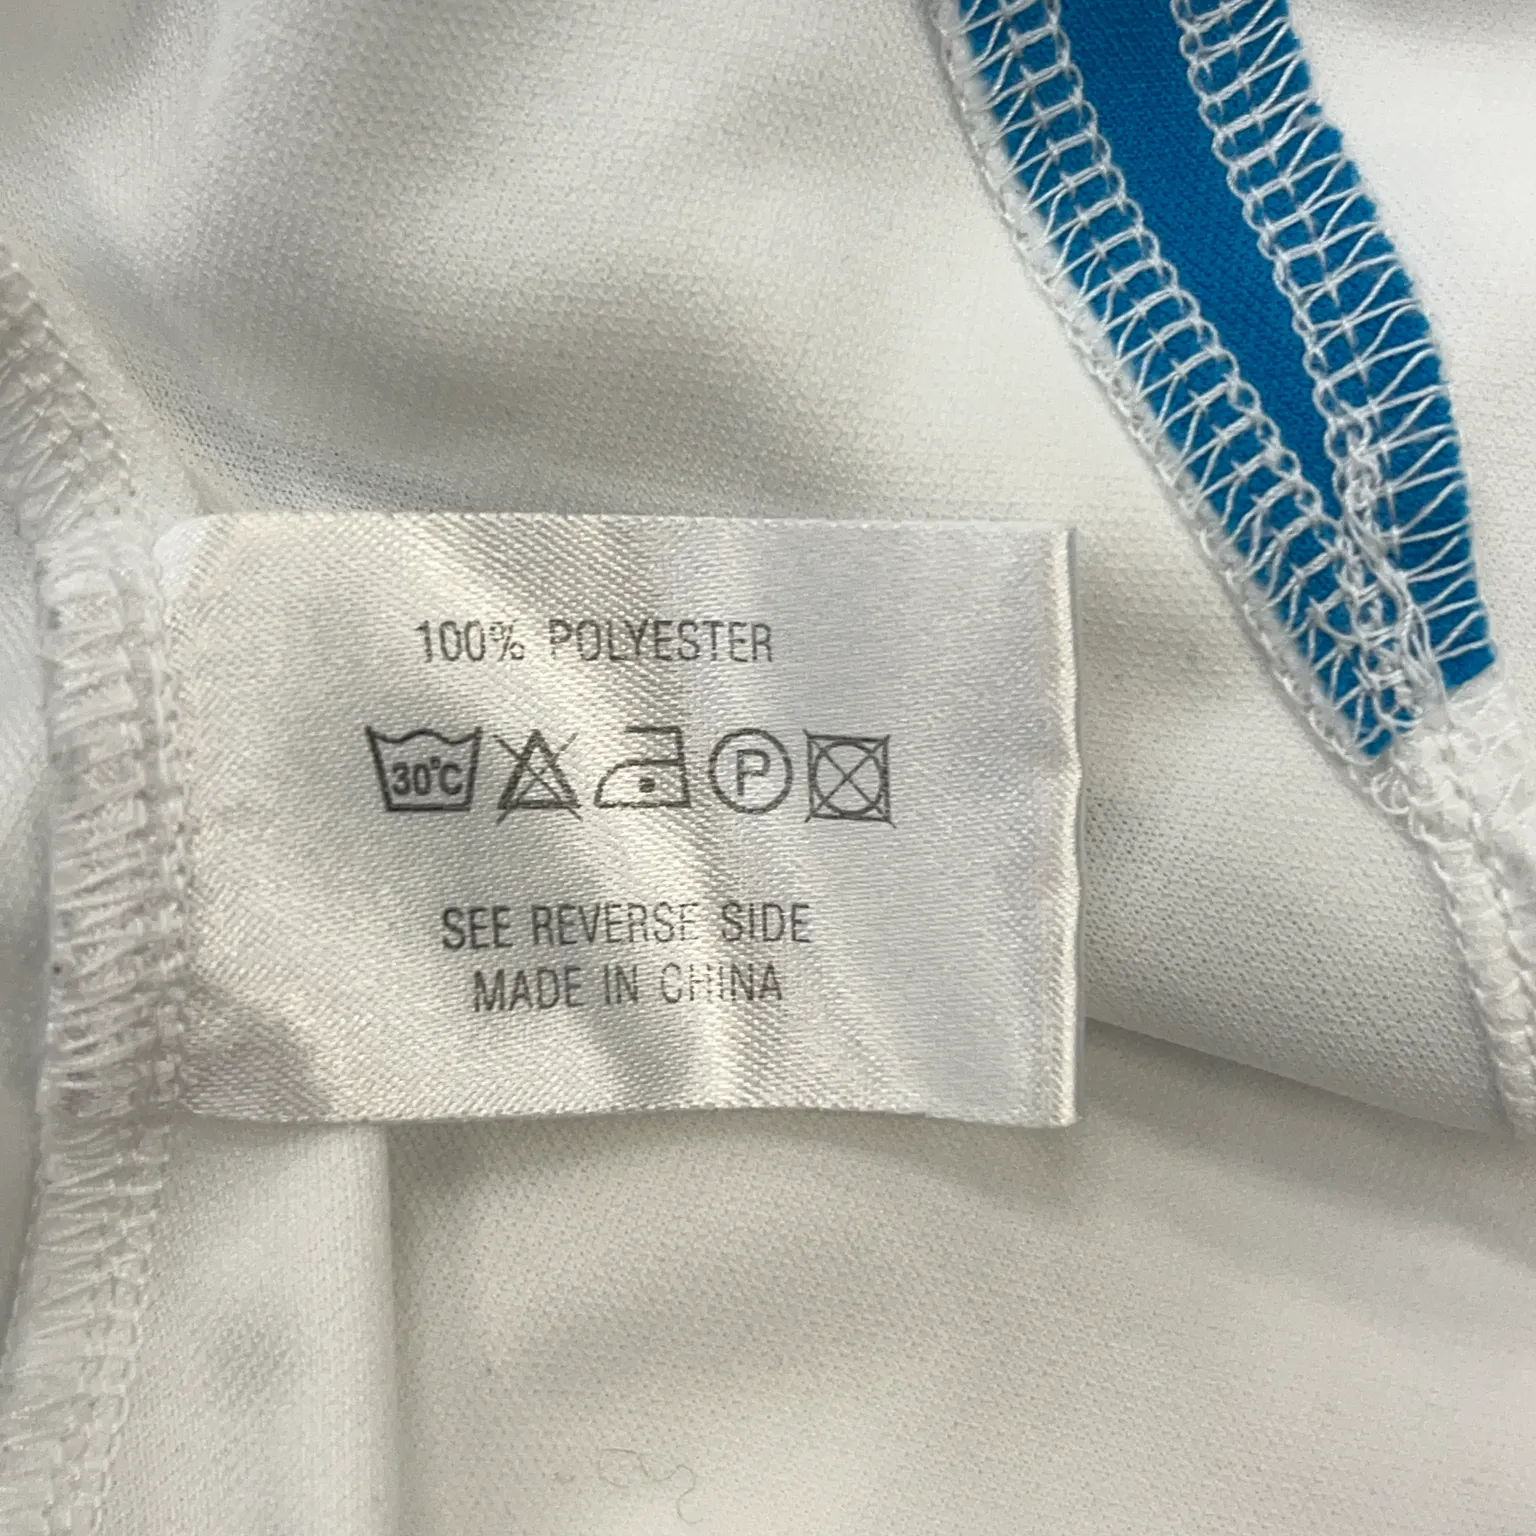 100% POLYESTER
30°C P
SEE REVERSE SIDE
MADE IN CHINA